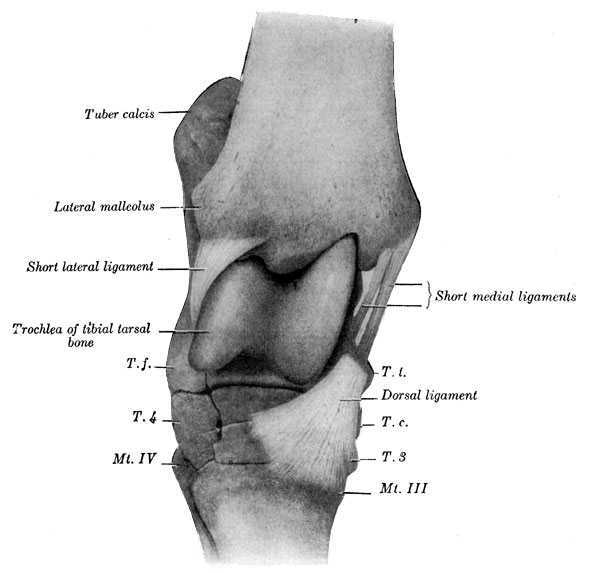 Tuber calcis
Lateral malleolus
Short lateral ligament
Short medial ligaments
Trochlea of tibial tarsal
bone
T. f.
T. t.
Dorsal ligament
T. 4
T. c.
Mt. IV
T. 3
Mt. III